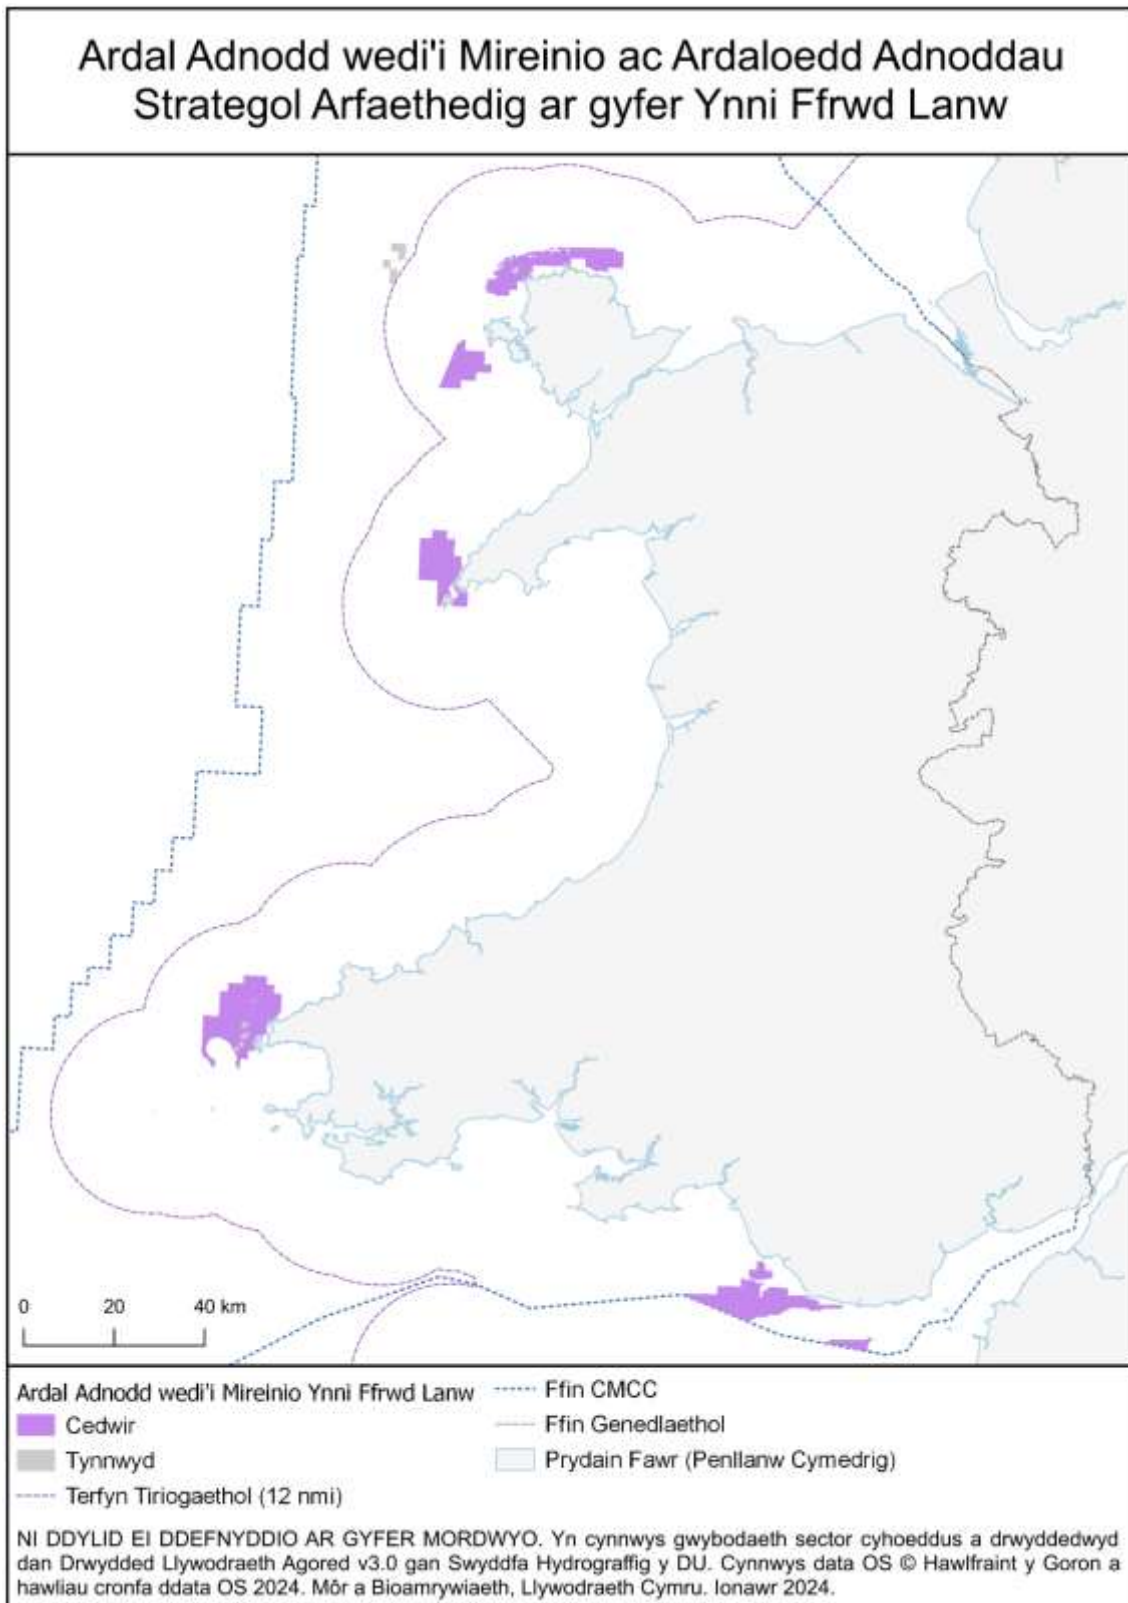 Ardal Adnodd wedi'i Mireinio ac Ardaloedd Adnoddau
Strategol Arfaethedig ar gyfer Ynni Ffrwd Lanw
0 20 40 km
Ardal Adnodd wedi'i Mireinio Ynni Ffrwd Lanw
Cedwir
Tynnwyd
Terfyn Tiriogaethol (12 nmi)
Ffin CMCC
Ffin Genedlaethol
Prydain Fawr (Penllanw Cymedrig)
NI DDYLID EI DDEFNYDDIO AR GYFER MORDWYO. Yn cynnwys gwybodaeth sector cyhoeddus a drwyddedwyd
dan Drwydded Llywodraeth Agored v3.0 gan Swyddfa Hydrograffig y DU. Cynnwys data OS © Hawlfraint y Goron a
hawliau cronfa ddata OS 2024. Môr a Bioamrywiaeth, Llywodraeth Cymru. Ionawr 2024.